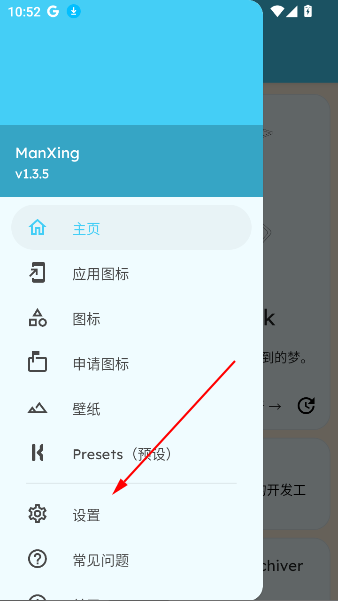 10:52
ManXing
v1.3.5
主页
应用图标
图标
申请图标
壁纸
Presets（预设）
设置
常见问题
k
到的梦。
→
开发工
chiver